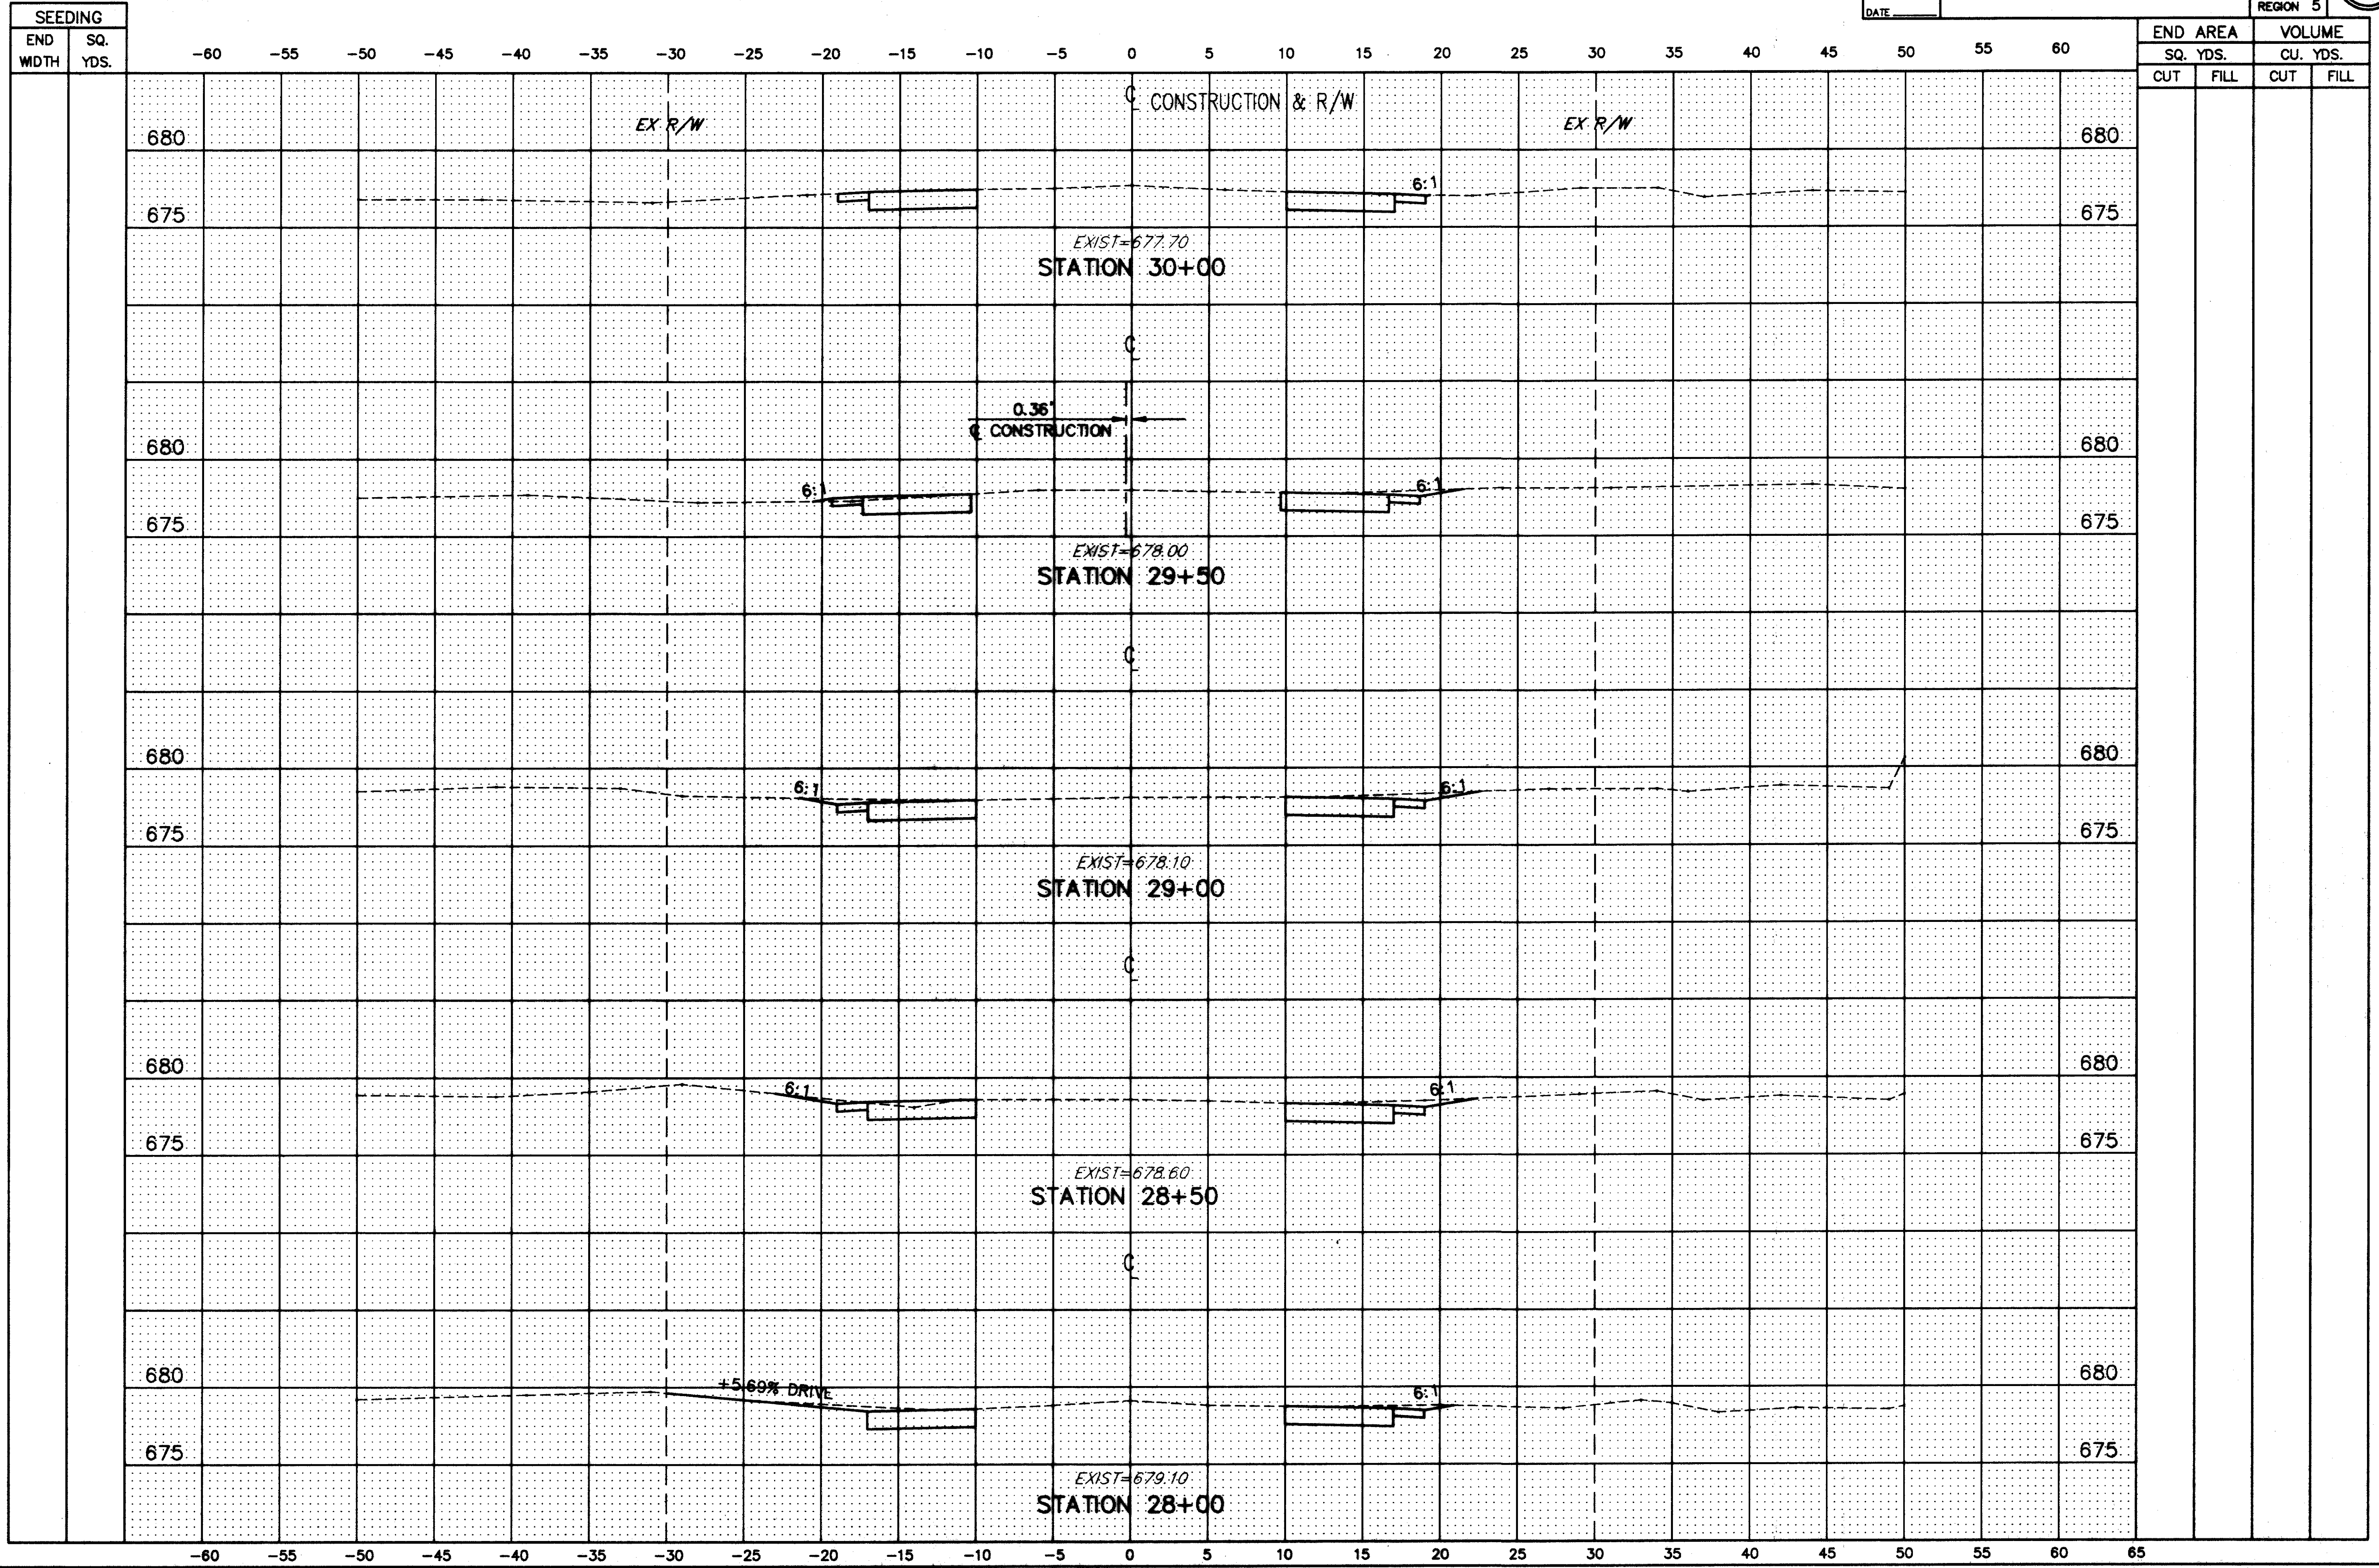 DATE
REGION 5
SEEDING
END WIDTH SQ. YDS.
-60 -55 -50 -45 -40 -35 -30 -25 -20 -15 -10 -5 0 5 10 15 20 25 30 35 40 45 50 55 60
END AREA VOLUME
SQ. YDS. CU. YDS.
CUT FILL CUT FILL
℄ CONSTRUCTION & R/W
EX R/W EX R/W
680 680
6:1
675 675
EXIST=677.70
STATION 30+00
℄
0.36'
℄ CONSTRUCTION
680 680
6:1 6:1
675 675
EXIST=678.00
STATION 29+50
℄
680 680
6:1 6:1
675 675
EXIST=678.10
STATION 29+00
℄
680 680
6:1 6:1
675 675
EXIST=678.60
STATION 28+50
℄
680 680
+5.69% DRIVE 6:1
675 675
EXIST=679.10
STATION 28+00
-60 -55 -50 -45 -40 -35 -30 -25 -20 -15 -10 -5 0 5 10 15 20 25 30 35 40 45 50 55 60 65